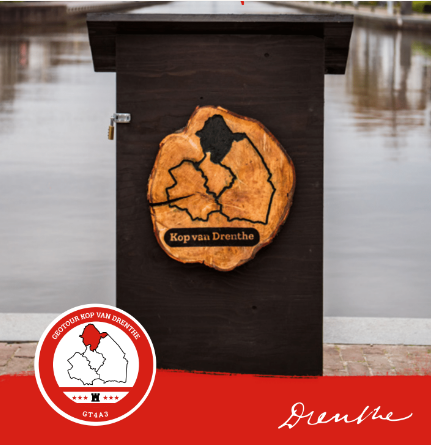 Kop van Drenthe
GEOTOUR KOP VAN DRENTHE
GT4A3
Drenthe